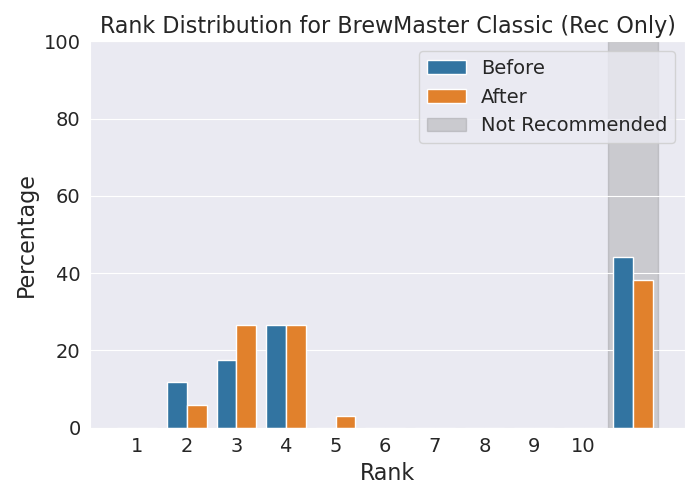 Rank Distribution for BrewMaster Classic (Rec Only)
100
80
60
40
20
0
Percentage
Before
After
Not Recommended
1 2 3 4 5 6 7 8 9 10
Rank